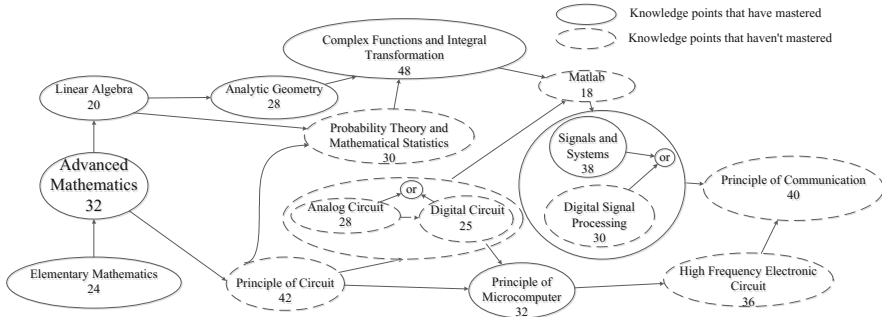 Knowledge points that have mastered
Knowledge points that haven't mastered
Complex Functions and Integral
Transformation
48
Linear Algebra
20
Analytic Geometry
28
Matlab
18
Probability Theory and
Mathematical Statistics
30
Signals and
Systems
38
or
Advanced
Mathematics
32
or
Principle of Communication
40
Analog Circuit
28
Digital Circuit
25
Digital Signal
Processing
30
Elementary Mathematics
24
Principle of Circuit
42
Principle of
Microcomputer
32
High Frequency Electronic
Circuit
36